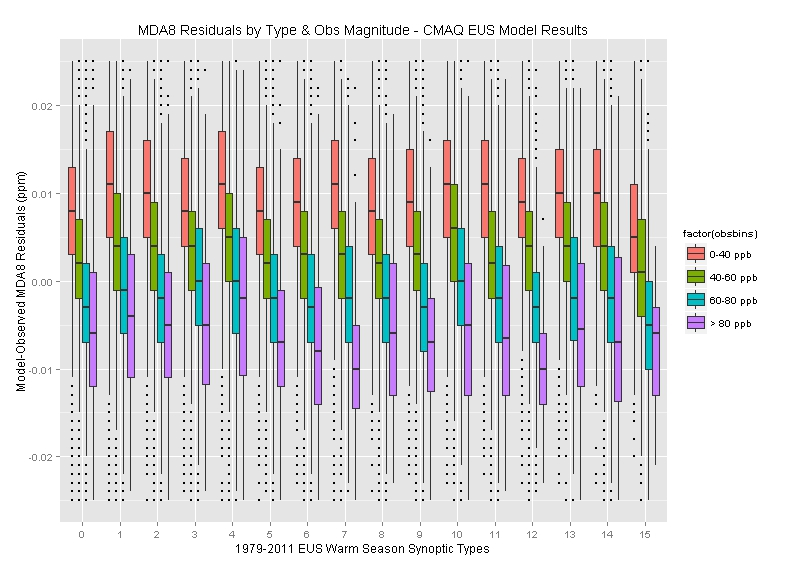 MDA8 Residuals by Type & Obs Magnitude - CMAQ EUS Model Results
Model-Observed MDA8 Residuals (ppm)
0.02
0.01
0.00
-0.01
-0.02
0 1 2 3 4 5 6 7 8 9 10 11 12 13 14 15
1979-2011 EUS Warm Season Synoptic Types
factor(obsbins)
0-40 ppb
40-60 ppb
60-80 ppb
> 80 ppb